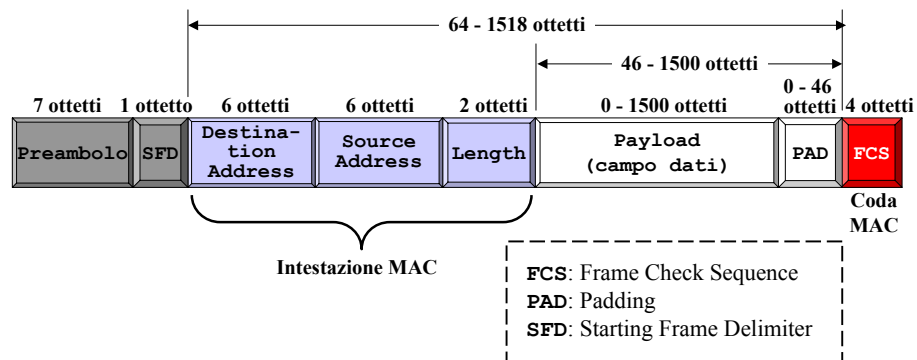 64 - 1518 ottetti
46 - 1500 ottetti
7 ottetti
1 ottetto
6 ottetti
6 ottetti
2 ottetti
0 - 1500 ottetti
0 - 46
ottetti
4 ottetti
Preambolo
SFD
Destina-
tion
Address
Source
Address
Length
Payload
(campo dati)
PAD
FCS
Coda
MAC
Intestazione MAC
FCS: Frame Check Sequence
PAD: Padding
SFD: Starting Frame Delimiter